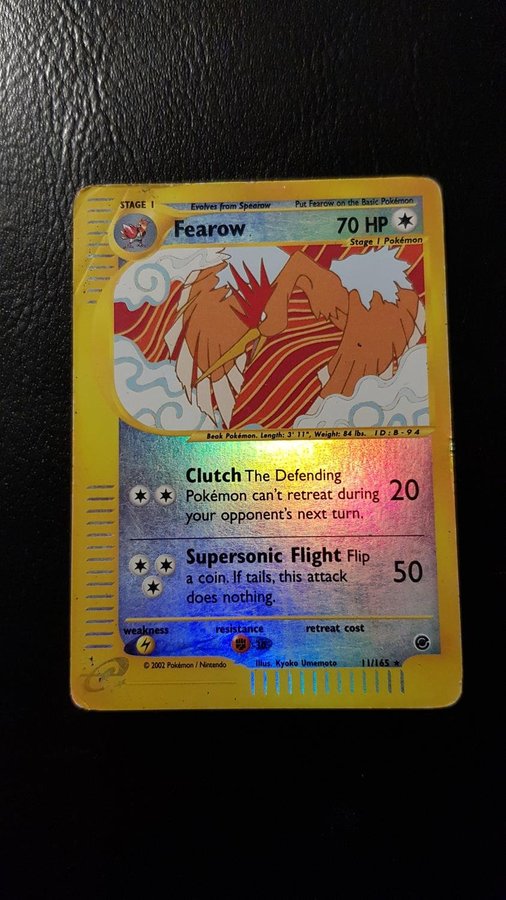 STAGE 1 Evolves from Spearow Put Fearow on the Basic Pokémon
Fearow 70 HP
Stage 1 Pokémon
Beak Pokémon. Length: 3' 11", Weight: 84 lbs. ID: B-94
Clutch The Defending
Pokémon can't retreat during 20
your opponent's next turn.
Supersonic Flight Flip
a coin. If tails, this attack 50
does nothing.
weakness resistance retreat cost
-30
© 2002 Pokémon / Nintendo Illus. Kyoko Umemoto 11/165 ★
e